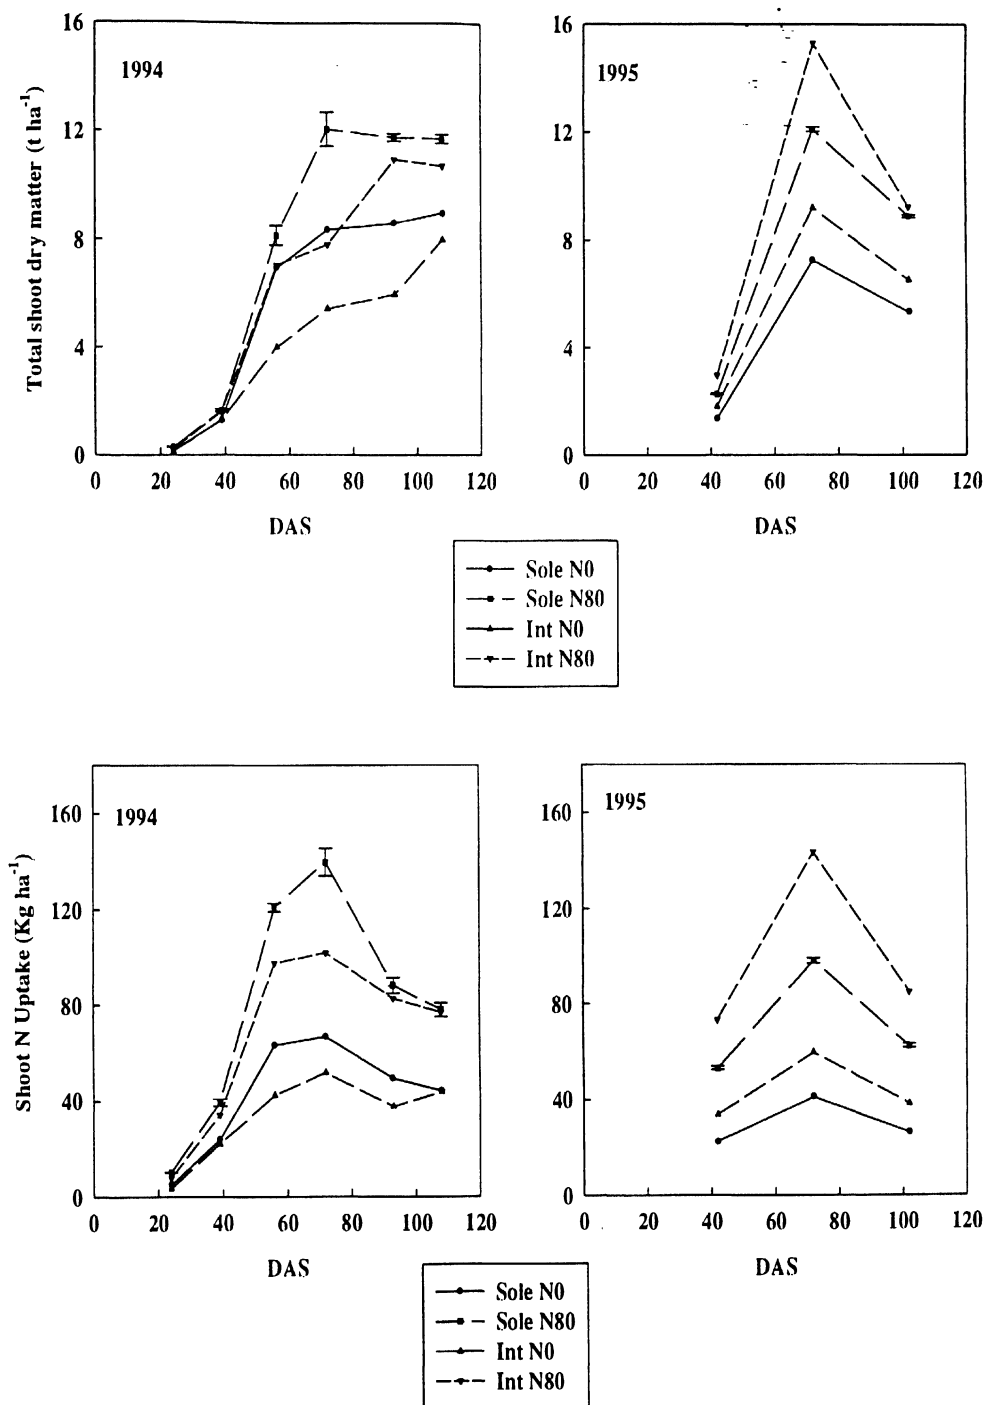 16
12
8
4
0
Total shoot dry matter (t ha-1)
1994
0 20 40 60 80 100 120
DAS
16
12
8
4
0
1995
0 20 40 60 80 100 120
DAS
Sole N0
Sole N80
Int N0
Int N80
160
120
80
40
0
Shoot N Uptake (Kg ha-1)
1994
0 20 40 60 80 100 120
DAS
160
120
80
40
0
1995
0 20 40 60 80 100 120
DAS
Sole N0
Sole N80
Int N0
Int N80